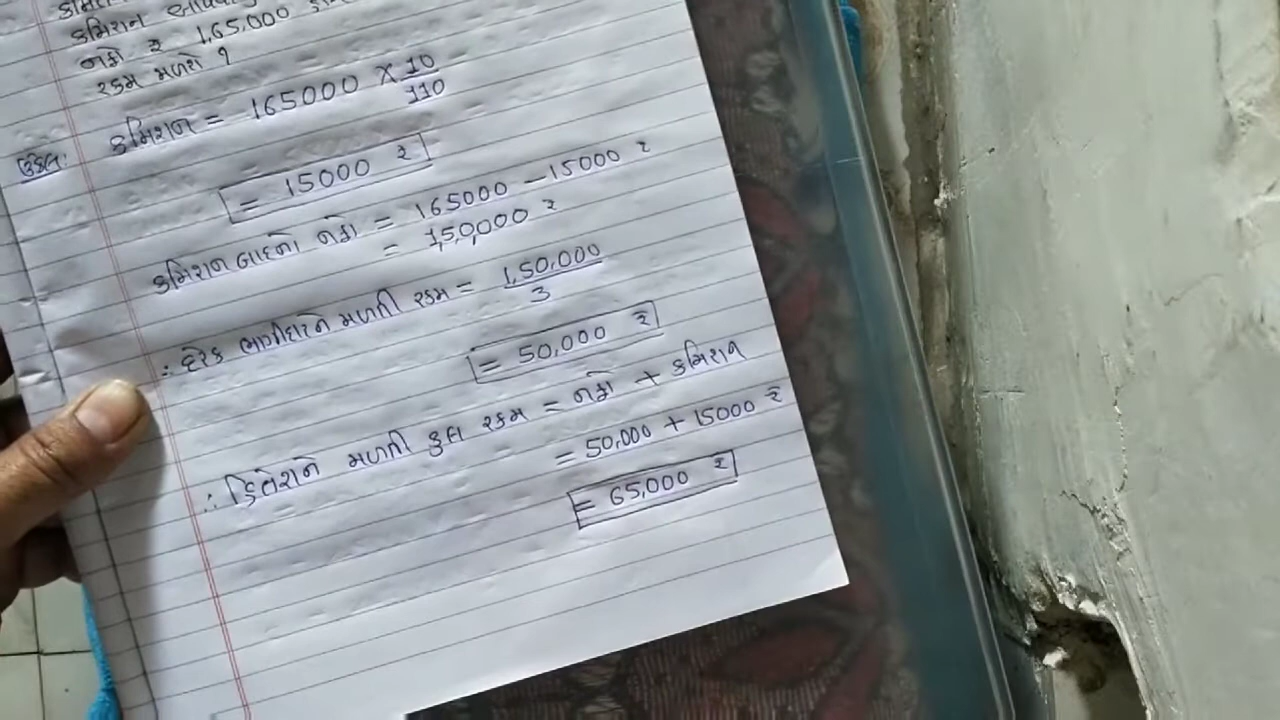 કમિશન
નફો ₹ 1,65,000
રકમ મળશે ?
ઉકેલ: કમિશન = 165000 × 10/110
= 15000 ₹
કમિશન બાદનો નફો = 165000 – 15000 ₹
= 1,50,000 ₹
∴ દરેક ભાગીદારને મળતી રકમ = 1,50,000/3
= 50,000 ₹
∴ મળતી કુલ રકમ = નફો + કમિશન
= 50,000 + 15000 ₹
= 65,000 ₹